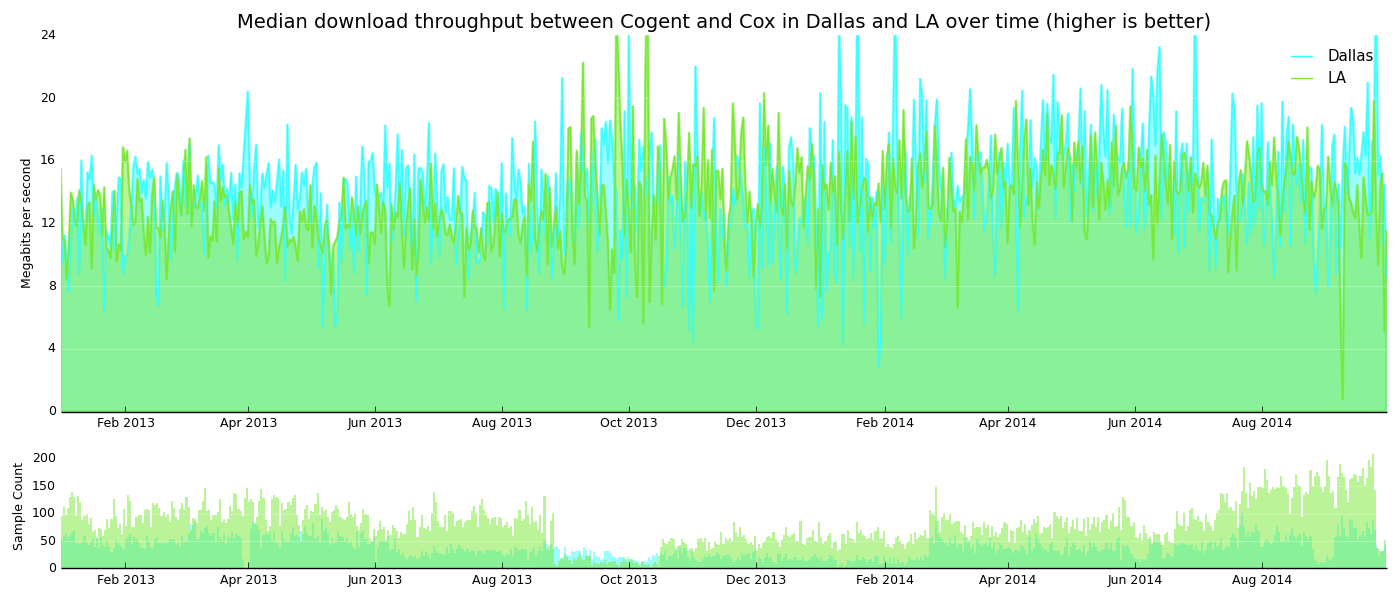 Median download throughput between Cogent and Cox in Dallas and LA over time (higher is better)
Megabits per second
24
20
16
12
8
4
0
Dallas
LA
Feb 2013 Apr 2013 Jun 2013 Aug 2013 Oct 2013 Dec 2013 Feb 2014 Apr 2014 Jun 2014 Aug 2014
Sample Count
200
150
100
50
0
Feb 2013 Apr 2013 Jun 2013 Aug 2013 Oct 2013 Dec 2013 Feb 2014 Apr 2014 Jun 2014 Aug 2014